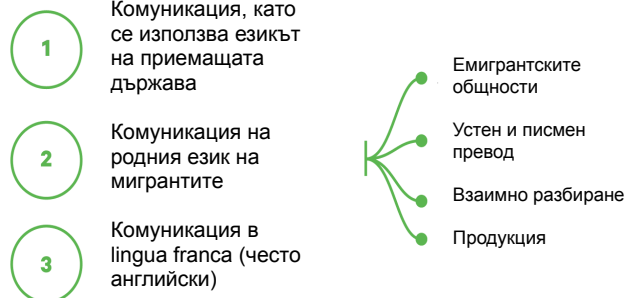 1
Комуникация, като
се използва езикът
на приемащата
държава
2
Комуникация на
родния език на
мигрантите
3
Комуникация в
lingua franca (често
английски)
Емигрантските
общности
Устен и писмен
превод
Взаимно разбиране
Продукция